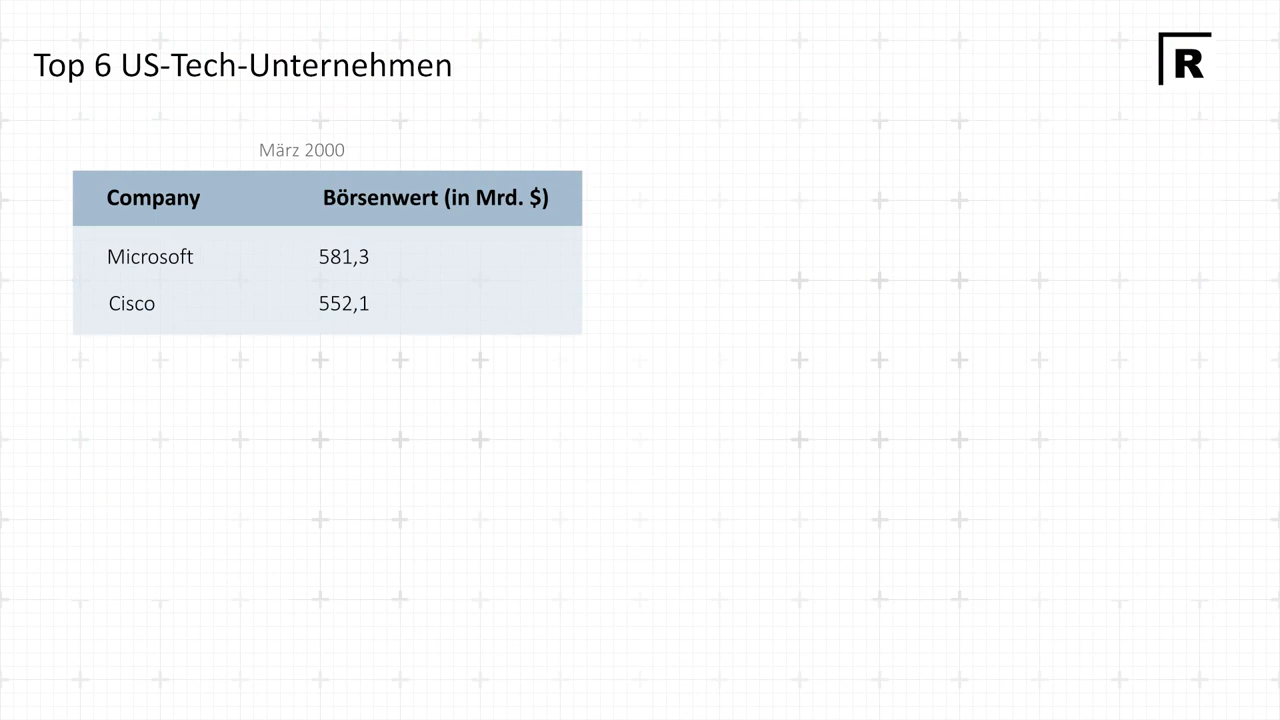 Top 6 US-Tech-Unternehmen
R
März 2000
Company Börsenwert (in Mrd. $)
Microsoft 581,3
Cisco 552,1